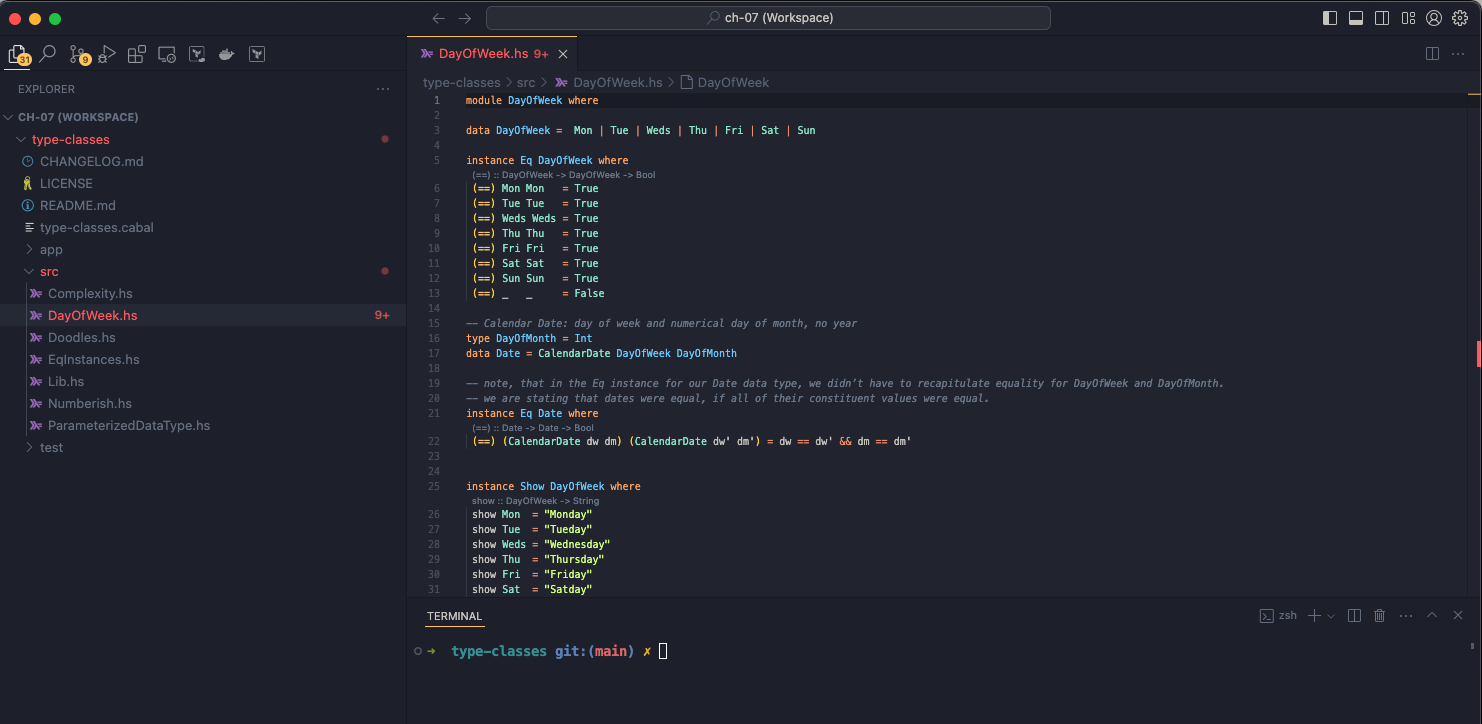 ch-07 (Workspace)
31
9
DayOfWeek.hs 9+
EXPLORER
CH-07 (WORKSPACE)
type-classes
CHANGELOG.md
LICENSE
README.md
type-classes.cabal
app
src
Complexity.hs
DayOfWeek.hs 9+
Doodles.hs
EqInstances.hs
Lib.hs
Numberish.hs
ParameterizedDataType.hs
test
type-classes > src > DayOfWeek.hs > DayOfWeek
1 module DayOfWeek where
2
3 data DayOfWeek =  Mon | Tue | Weds | Thu | Fri | Sat | Sun
4
5 instance Eq DayOfWeek where
(==) :: DayOfWeek -> DayOfWeek -> Bool
6 (==) Mon Mon   = True
7 (==) Tue Tue   = True
8 (==) Weds Weds = True
9 (==) Thu Thu   = True
10 (==) Fri Fri   = True
11 (==) Sat Sat   = True
12 (==) Sun Sun   = True
13 (==) _   _     = False
14
15 -- Calendar Date: day of week and numerical day of month, no year
16 type DayOfMonth = Int
17 data Date = CalendarDate DayOfWeek DayOfMonth
18
19 -- note, that in the Eq instance for our Date data type, we didn't have to recapitulate equality for DayOfWeek and DayOfMonth.
20 -- we are stating that dates were equal, if all of their constituent values were equal.
21 instance Eq Date where
(==) :: Date -> Date -> Bool
22 (==) (CalendarDate dw dm) (CalendarDate dw' dm') = dw == dw' && dm == dm'
23
24
25 instance Show DayOfWeek where
show :: DayOfWeek -> String
26 show Mon  = "Monday"
27 show Tue  = "Tueday"
28 show Weds = "Wednesday"
29 show Thu  = "Thursday"
30 show Fri  = "Friday"
31 show Sat  = "Satday"
TERMINAL
zsh
type-classes git:(main) ✗